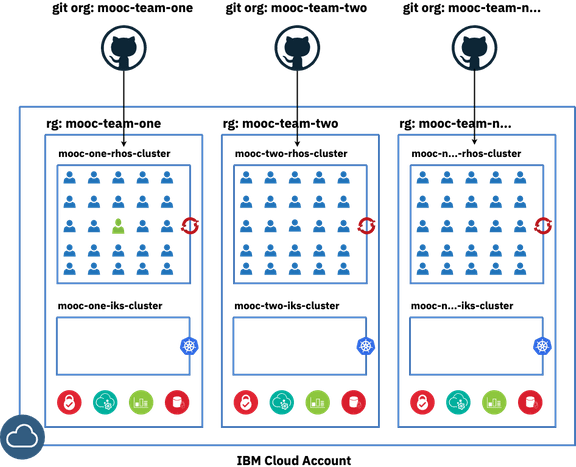 git org: mooc-team-one
git org: mooc-team-two
git org: mooc-team-n...
rg: mooc-team-one
rg: mooc-team-two
rg: mooc-team-n...
mooc-one-rhos-cluster
mooc-two-rhos-cluster
mooc-n...-rhos-cluster
mooc-one-iks-cluster
mooc-two-iks-cluster
mooc-n...-iks-cluster
IBM Cloud Account